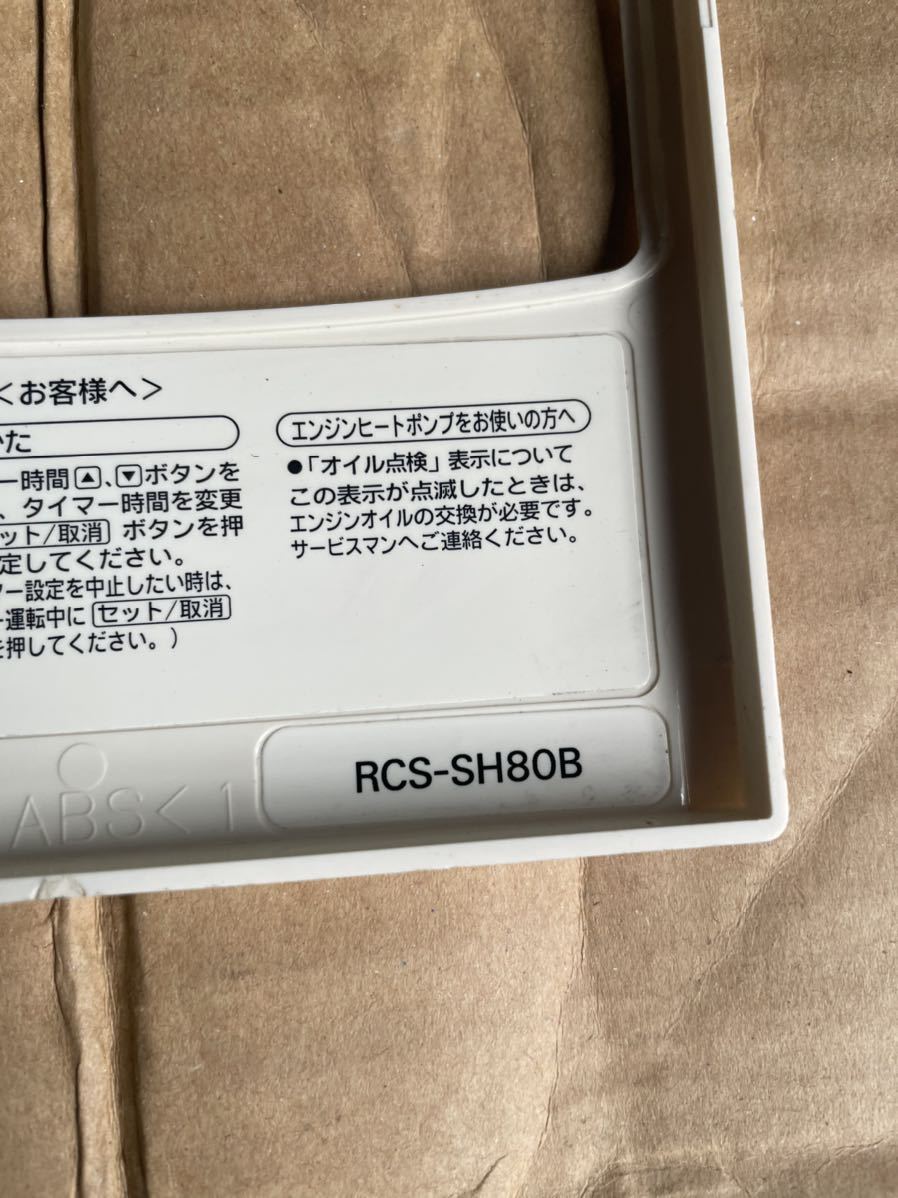 ＜お客様へ＞
かた
ー時間▲、▼ボタンを
、タイマー時間を変更
ット/取消 ボタンを押
定してください。
マー設定を中止したい時は、
ー運転中に セット/取消
を押してください。）
エンジンヒートポンプをお使いの方へ
●「オイル点検」表示について
この表示が点滅したときは、
エンジンオイルの交換が必要です。
サービスマンへご連絡ください。
RCS-SH80B
ABS＜1